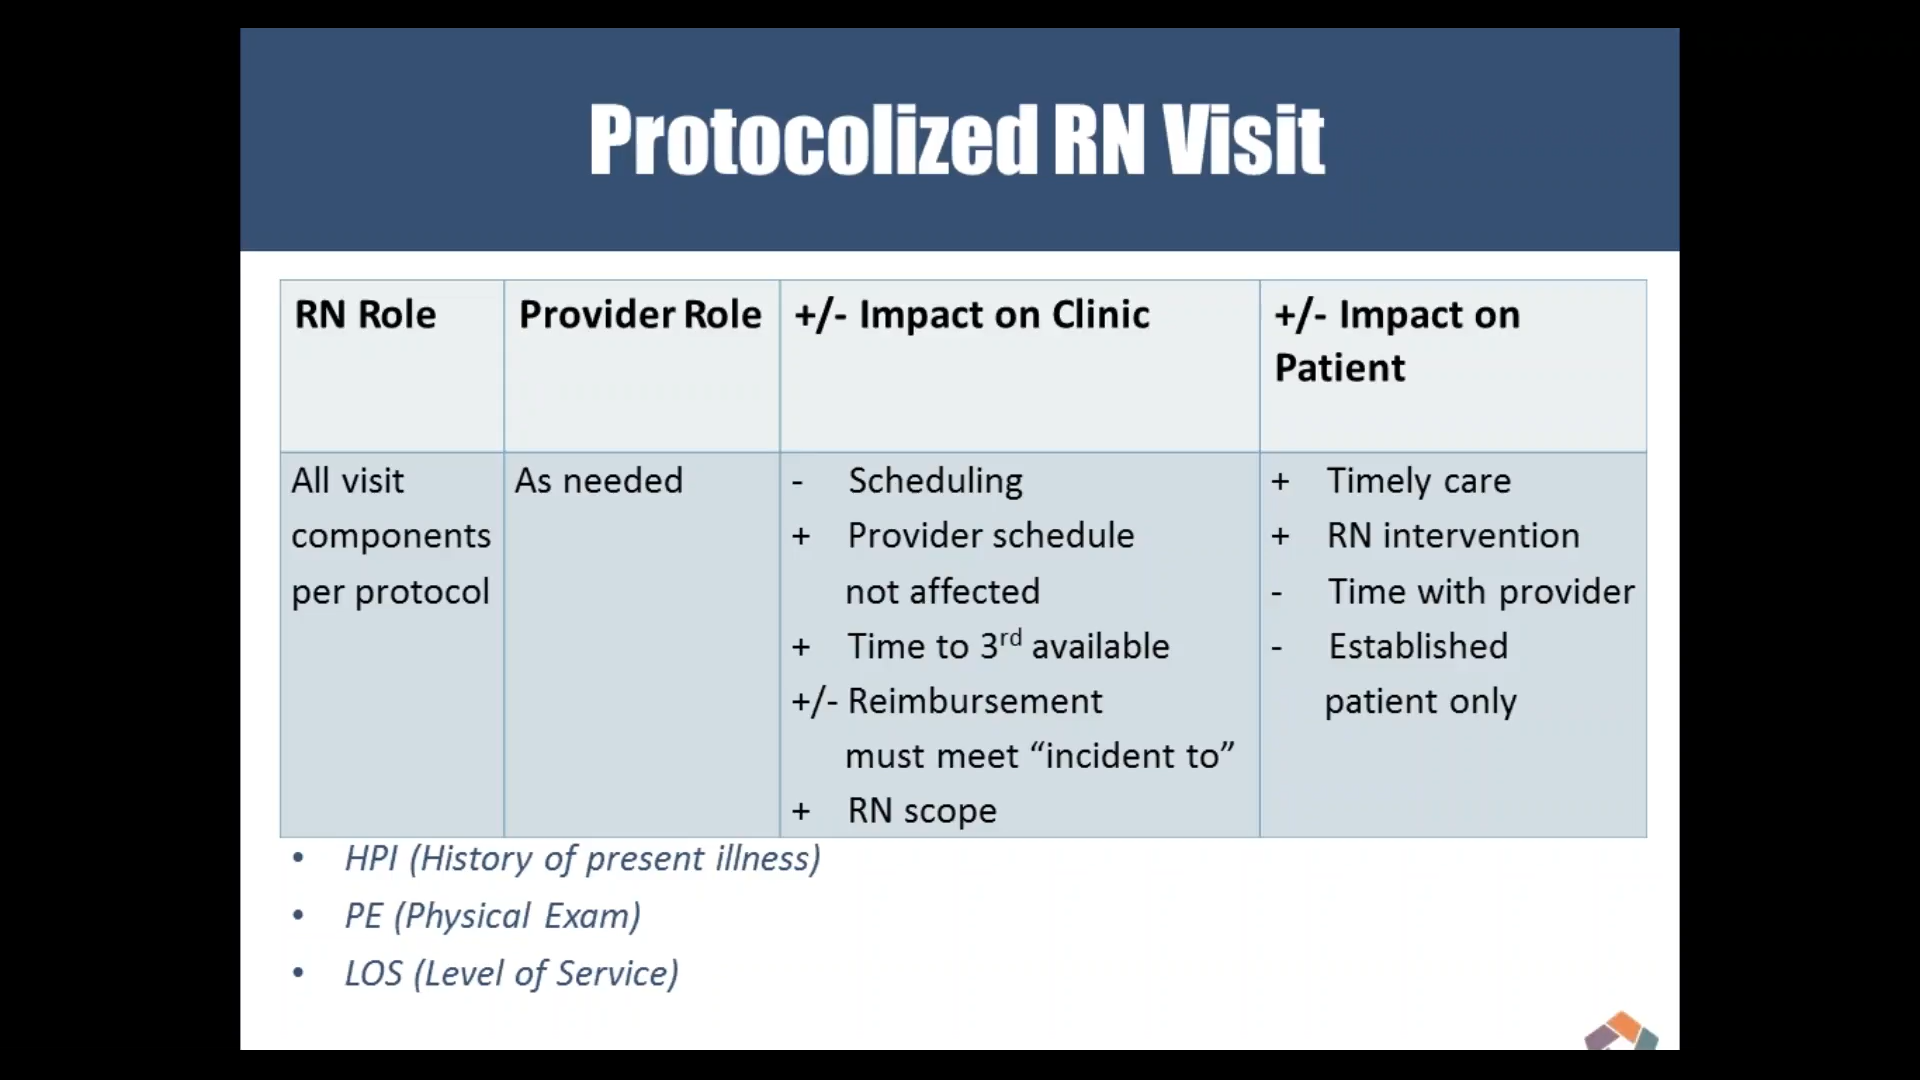 Protocolized RN Visit
RN Role
Provider Role
+/- Impact on Clinic
+/- Impact on
Patient
All visit
components
per protocol
As needed
- Scheduling
+ Provider schedule
not affected
+ Time to 3rd available
+/- Reimbursement
must meet “incident to”
+ RN scope
+ Timely care
+ RN intervention
- Time with provider
- Established
patient only
• HPI (History of present illness)
• PE (Physical Exam)
• LOS (Level of Service)